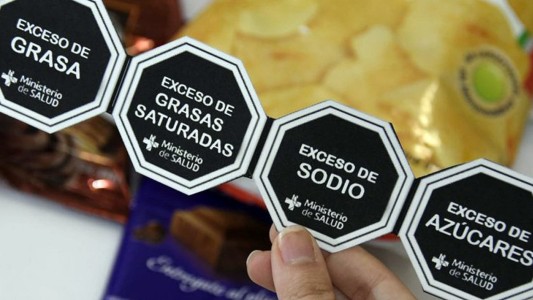 EXCESO DE
GRASA
Ministerio
de SALUD
EXCESO DE
GRASAS
SATURADAS
Ministerio
de SALUD
EXCESO DE
SODIO
Ministerio
de SALUD
EXCESO DE
AZÚCARES
Ministerio
de SALUD